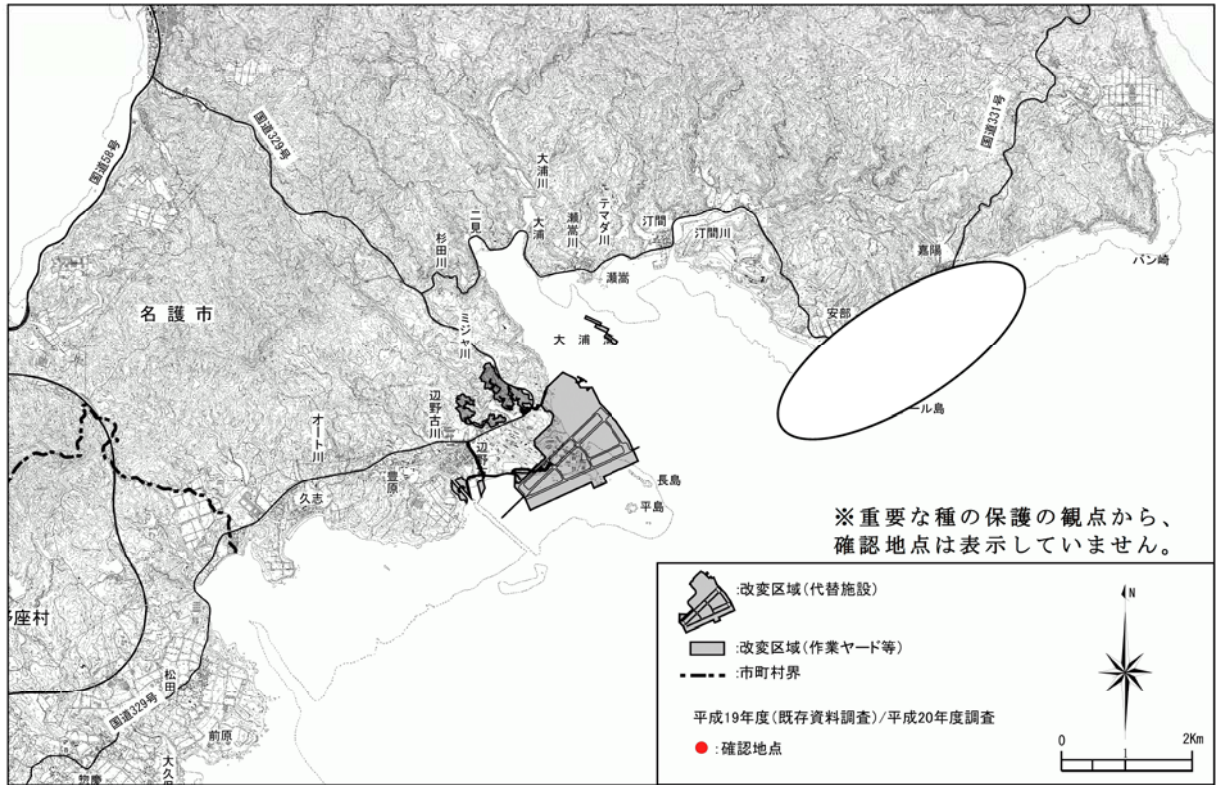 国道58号
国道329号
国道331号
大浦川
大浦
瀬嵩川
テマダ川
汀間
汀間川
二見
杉田川
瀬嵩
嘉陽
バン崎
安部
名護市
ミジャ川
大浦
ール島
辺野古川
辺野
オート川
豊原
久志
長島
平島
※重要な種の保護の観点から、
確認地点は表示していません。
:改変区域(代替施設)
:改変区域(作業ヤード等)
:市町村界
平成19年度(既存資料調査)/平成20年度調査
:確認地点
N
0 2Km
座村
松田
国道329号
前原
惣慶
大久